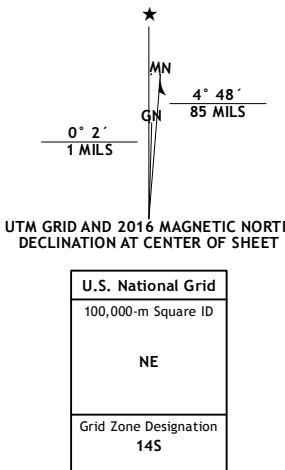 ★
MN
GN
4° 48´
85 MILS
0° 2´
1 MILS
UTM GRID AND 2016 MAGNETIC NORTH
DECLINATION AT CENTER OF SHEET
U.S. National Grid
100,000-m Square ID
NE
Grid Zone Designation
14S